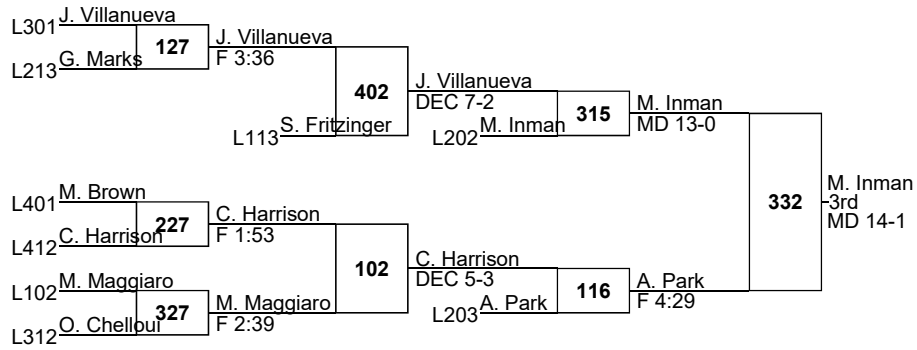 L301 J. Villanueva
127
L213 G. Marks
J. Villanueva
F 3:36
402
L113 S. Fritzinger
J. Villanueva
DEC 7-2
315
L202 M. Inman
M. Inman
MD 13-0
332
M. Inman
3rd
MD 14-1
L401 M. Brown
227
L412 C. Harrison
C. Harrison
F 1:53
102
L102 M. Maggiaro
327
L312 O. Chelloui
M. Maggiaro
F 2:39
C. Harrison
DEC 5-3
116
L203 A. Park
A. Park
F 4:29